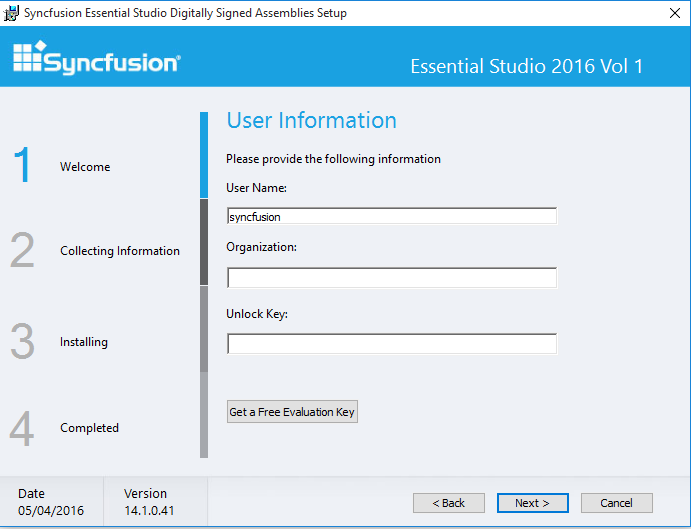 Syncfusion Essential Studio Digitally Signed Assemblies Setup
Syncfusion®
Essential Studio 2016 Vol 1
1 Welcome
2 Collecting Information
3 Installing
4 Completed
User Information
Please provide the following information
User Name:
syncfusion
Organization:
Unlock Key:
Get a Free Evaluation Key
Date
05/04/2016
Version
14.1.0.41
< Back
Next >
Cancel